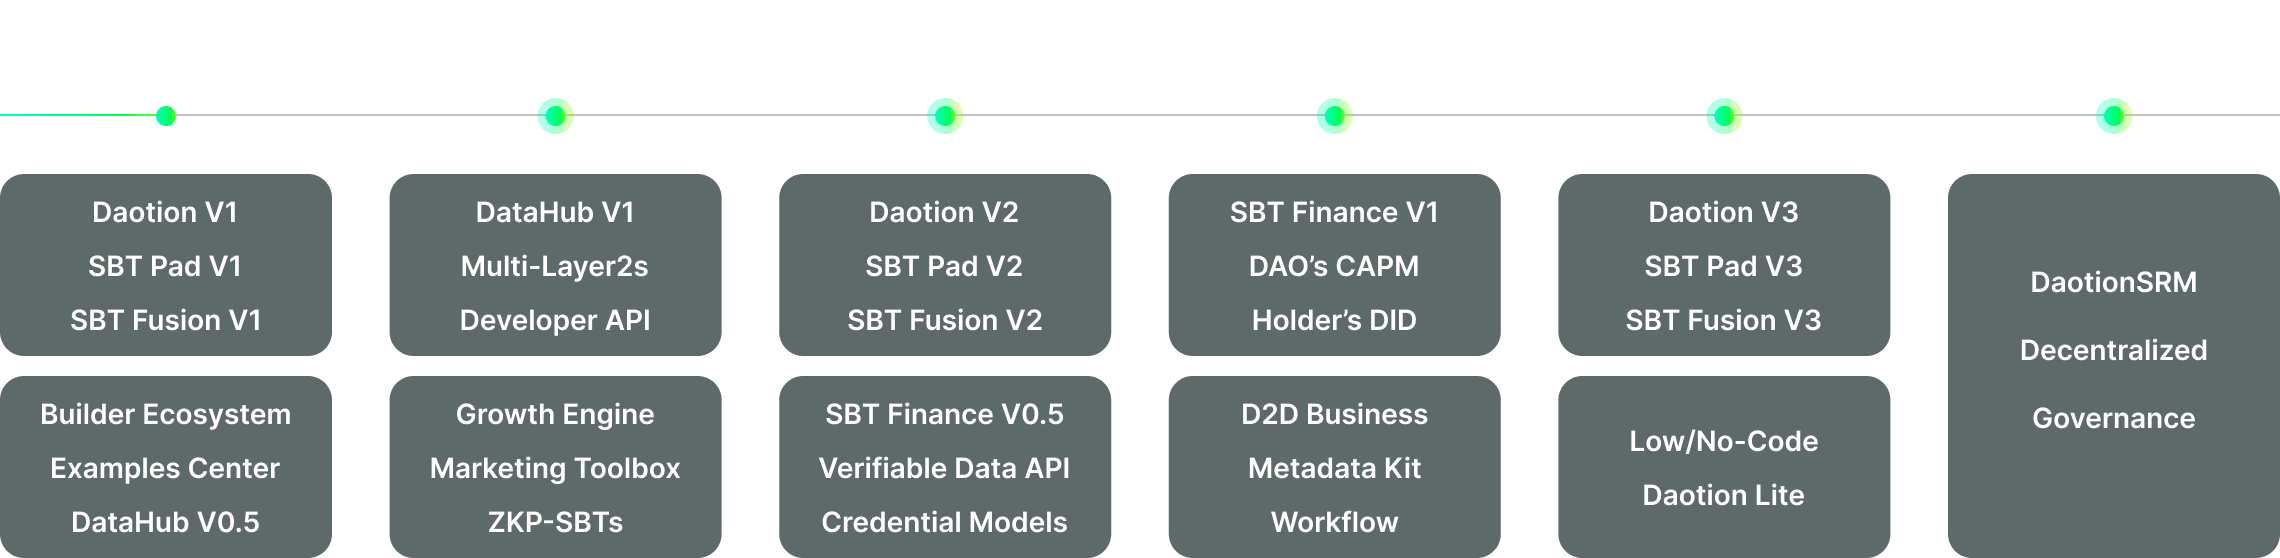 Daotion V1
SBT Pad V1
SBT Fusion V1
Builder Ecosystem
Examples Center
DataHub V0.5
DataHub V1
Multi-Layer2s
Developer API
Growth Engine
Marketing Toolbox
ZKP-SBTs
Daotion V2
SBT Pad V2
SBT Fusion V2
SBT Finance V0.5
Verifiable Data API
Credential Models
SBT Finance V1
DAO’s CAPM
Holder’s DID
D2D Business
Metadata Kit
Workflow
Daotion V3
SBT Pad V3
SBT Fusion V3
Low/No-Code
Daotion Lite
DaotionSRM
Decentralized
Governance